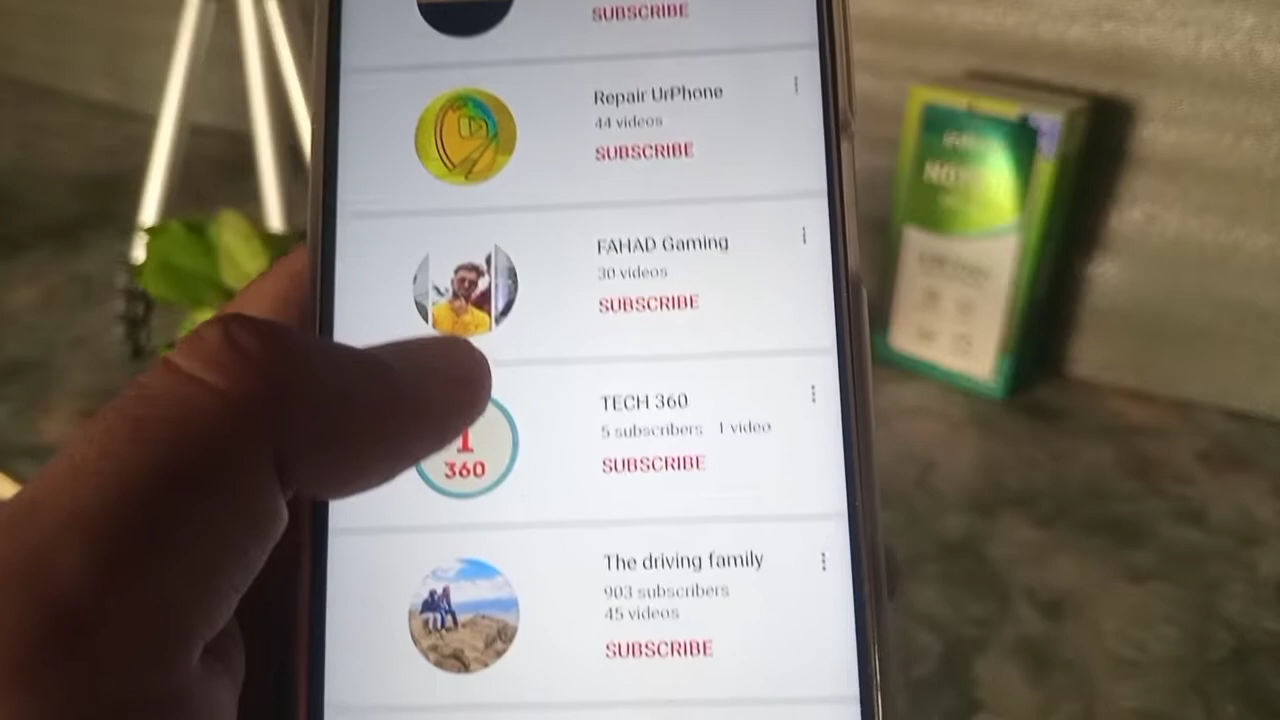 SUBSCRIBE
Repair UrPhone
44 videos
SUBSCRIBE
FAHAD Gaming
30 videos
SUBSCRIBE
TECH 360
5 subscribers 1 video
360
SUBSCRIBE
The driving family
903 subscribers
45 videos
SUBSCRIBE